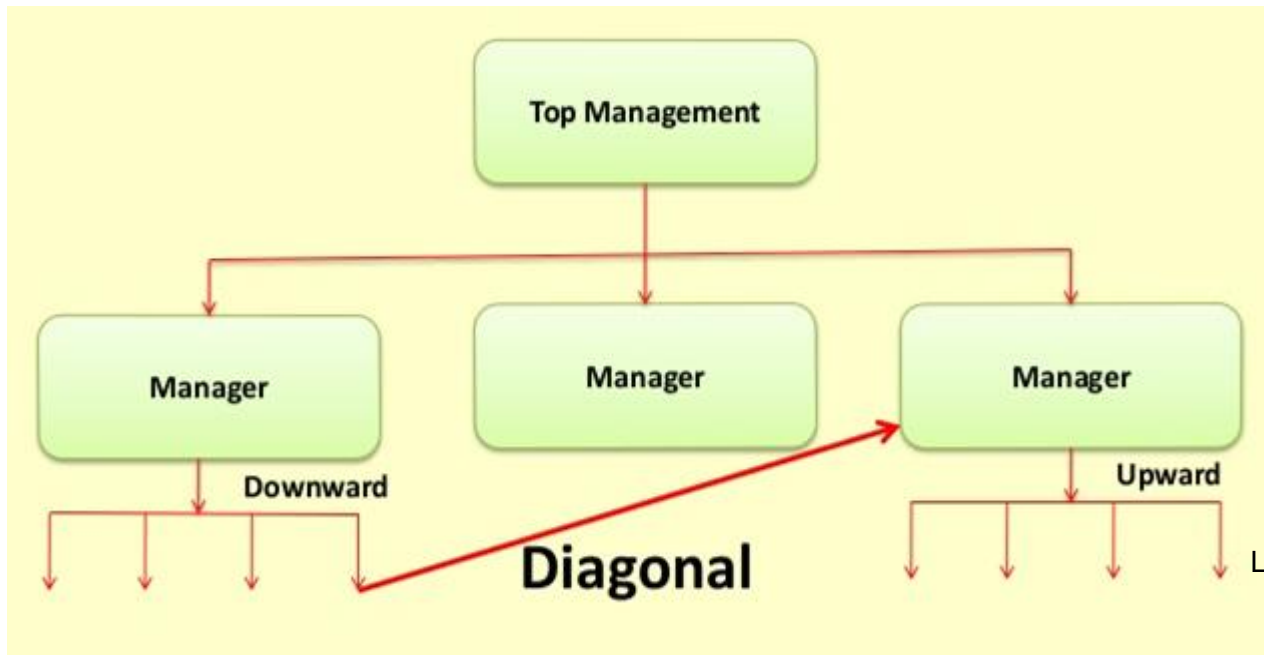 Top Management
Manager
Manager
Manager
Downward
Upward
Diagonal
L